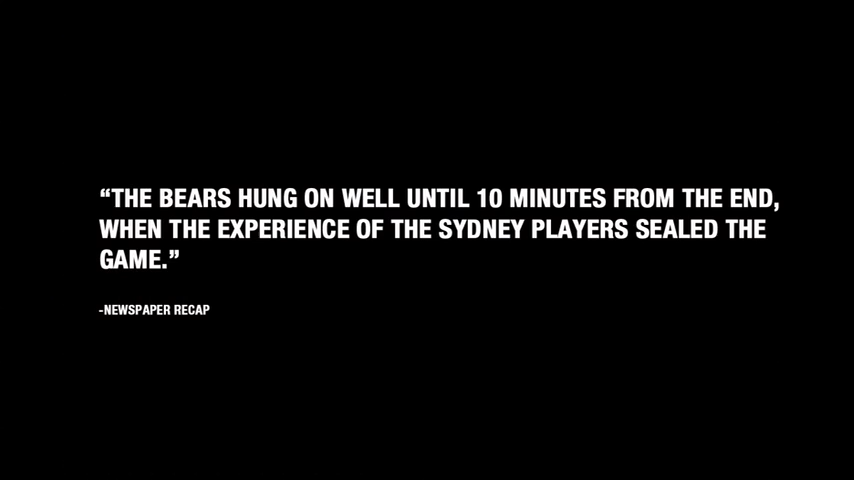 “THE BEARS HUNG ON WELL UNTIL 10 MINUTES FROM THE END,
WHEN THE EXPERIENCE OF THE SYDNEY PLAYERS SEALED THE
GAME.”
-NEWSPAPER RECAP